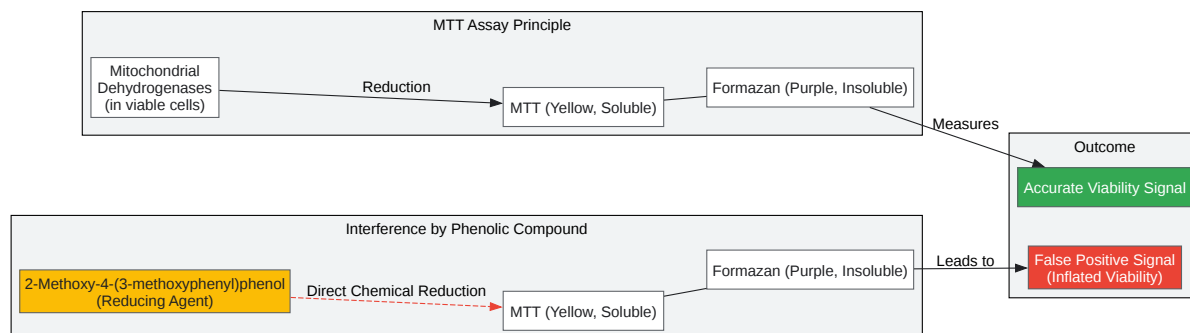 MTT Assay Principle
Mitochondrial
Dehydrogenases
(in viable cells)
Reduction
MTT (Yellow, Soluble)
Formazan (Purple, Insoluble)
Measures
Outcome
Accurate Viability Signal
Interference by Phenolic Compound
2-Methoxy-4-(3-methoxyphenyl)phenol
(Reducing Agent)
Direct Chemical Reduction
MTT (Yellow, Soluble)
Formazan (Purple, Insoluble)
Leads to
False Positive Signal
(Inflated Viability)